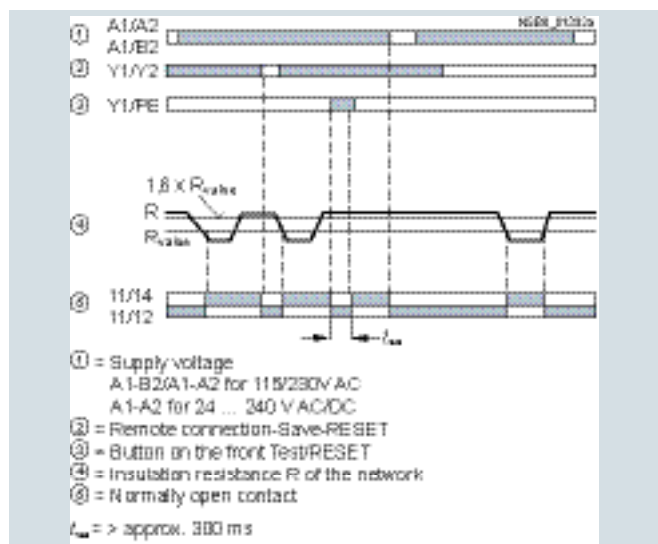 ① A1/A2
A1/B2
② Y1/Y2
③ Y1/PE
1,6 x Rvalue
④ R
Rvalue
⑤ 11/14
11/12
① = Supply voltage
A1-B2/A1-A2 for 115/230V AC
A1-A2 for 24 ... 240 V AC/DC
② = Remote connection-Save-RESET
③ = Button on the front Test/RESET
④ = Insulation resistance R of the network
⑤ = Normally open contact
= > approx. 300 ms